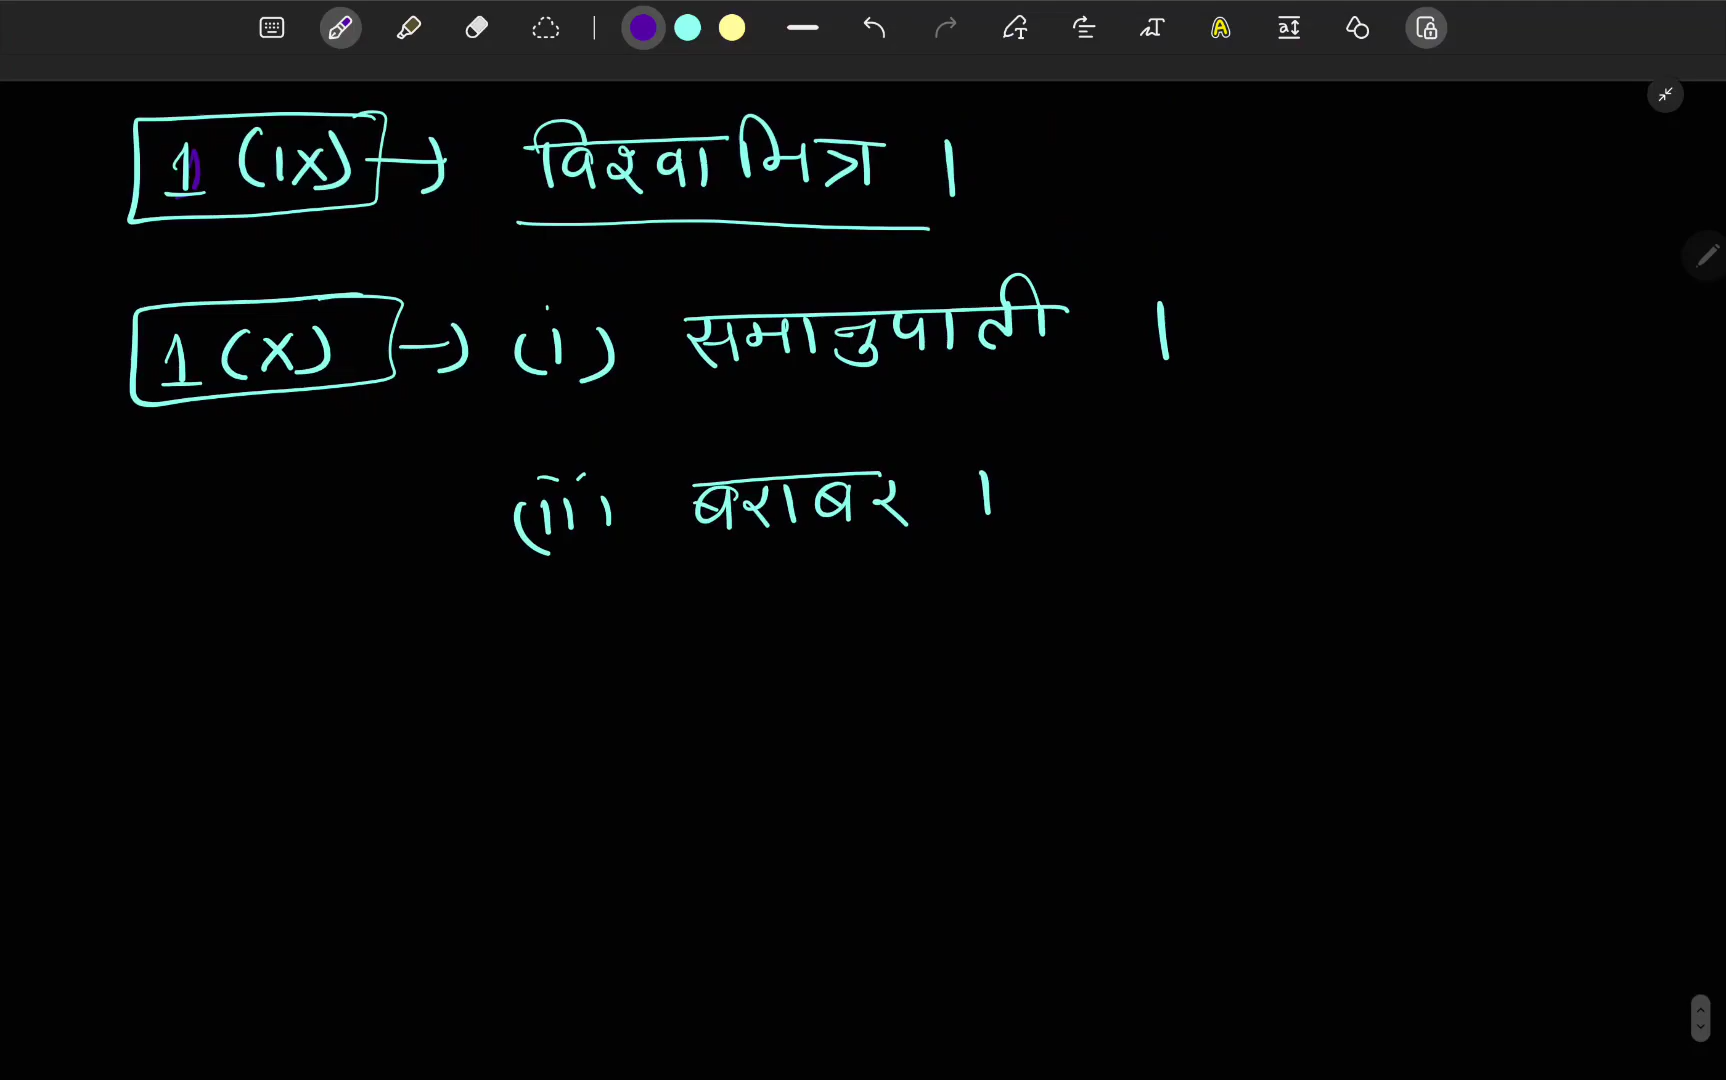 1 (ix) → विश्वामित्र ।
1 (x) → (i) समानुपाती ।
(ii) बराबर ।